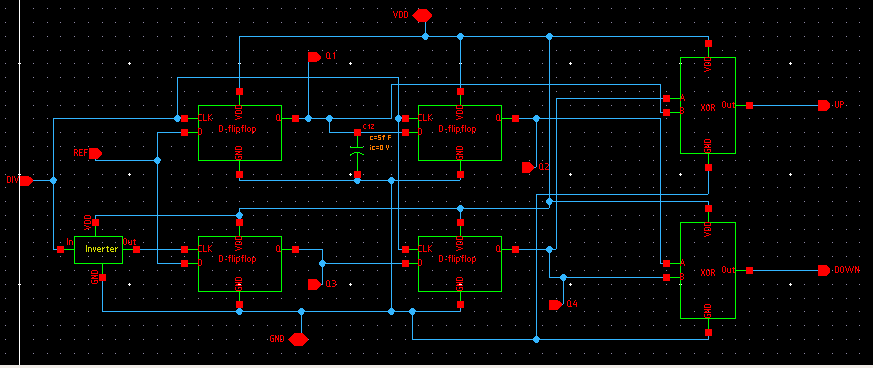 VDD
Q1
VDD
VDD
VDD
A
B
XOR
Out
UP
CLK
D
D-flipflop
Q
GND
C12
c=5f F
ic=0 V
CLK
D
D-flipflop
Q
GND
GND
REF
Q2
DIV
VDD
In
Inverter
Out
GND
VDD
CLK
D
D-flipflop
Q
GND
VDD
CLK
D
D-flipflop
Q
GND
VDD
A
B
XOR
Out
DOWN
GND
Q3
Q4
GND